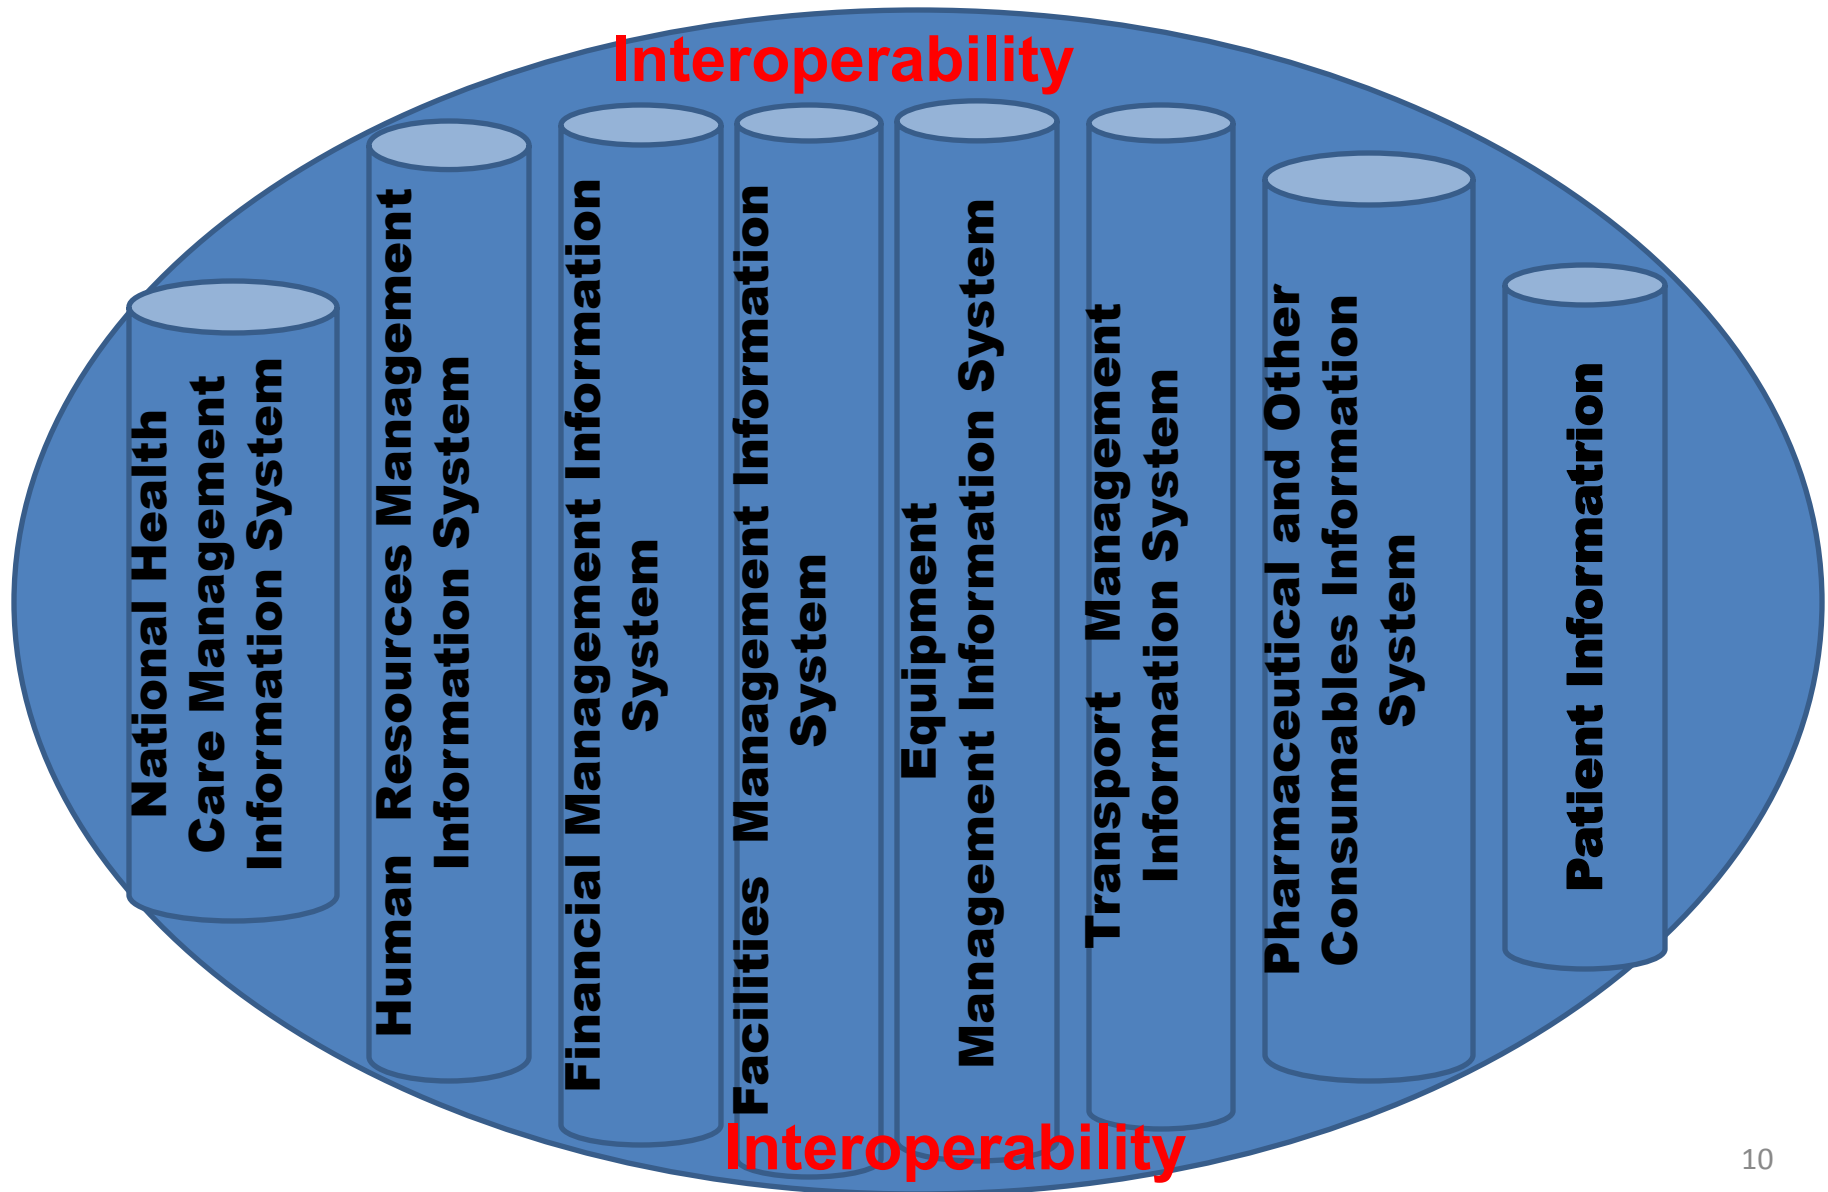 Interoperability
National Health
Care Management
Information System
Human Resources Management
Information System
Financial Management Information
System
Facilities Management Information
System
Equipment
Management Information System
Transport Management
Information System
Pharmaceutical and Other
Consumables Information
System
Patient Informatrion
Interoperability
10